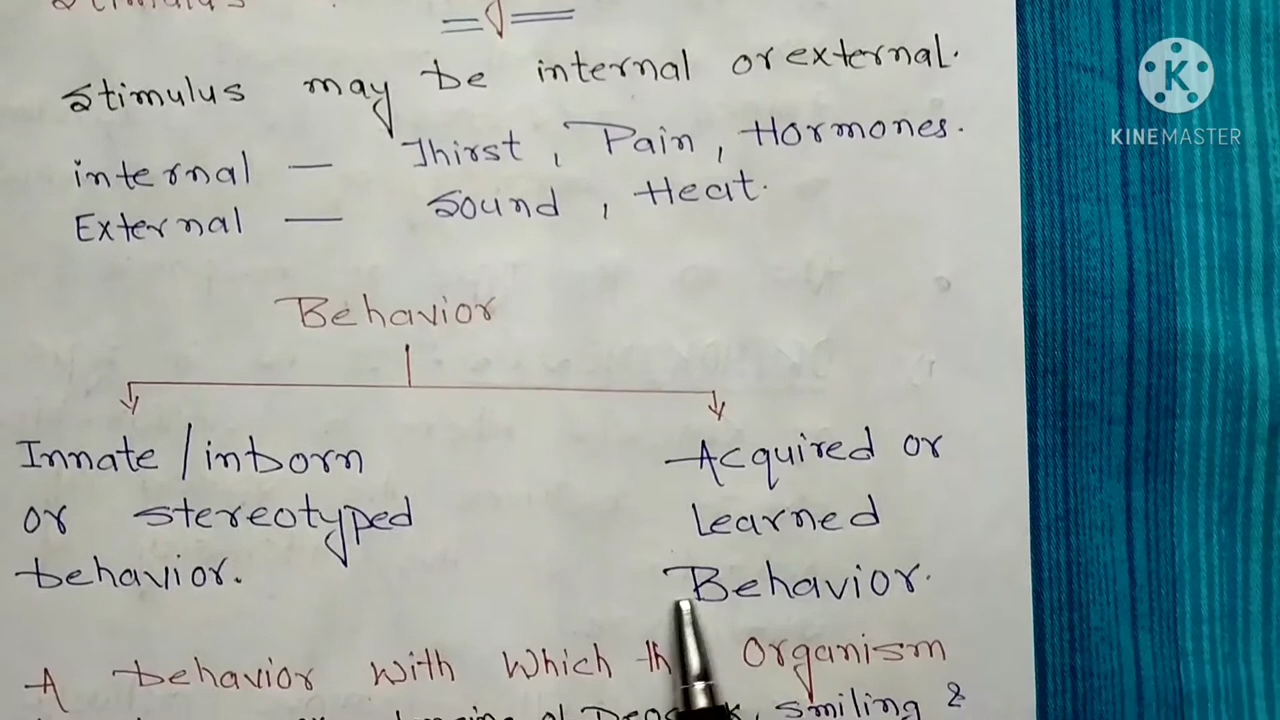 stimulus may be internal or external.
internal — Thirst, Pain, Hormones.
External — Sound, Heat.
Behavior
Innate/inborn
or stereotyped
behavior.
Acquired or
Learned
Behavior.
A behavior with which th organism
smiling &
KINEMASTER